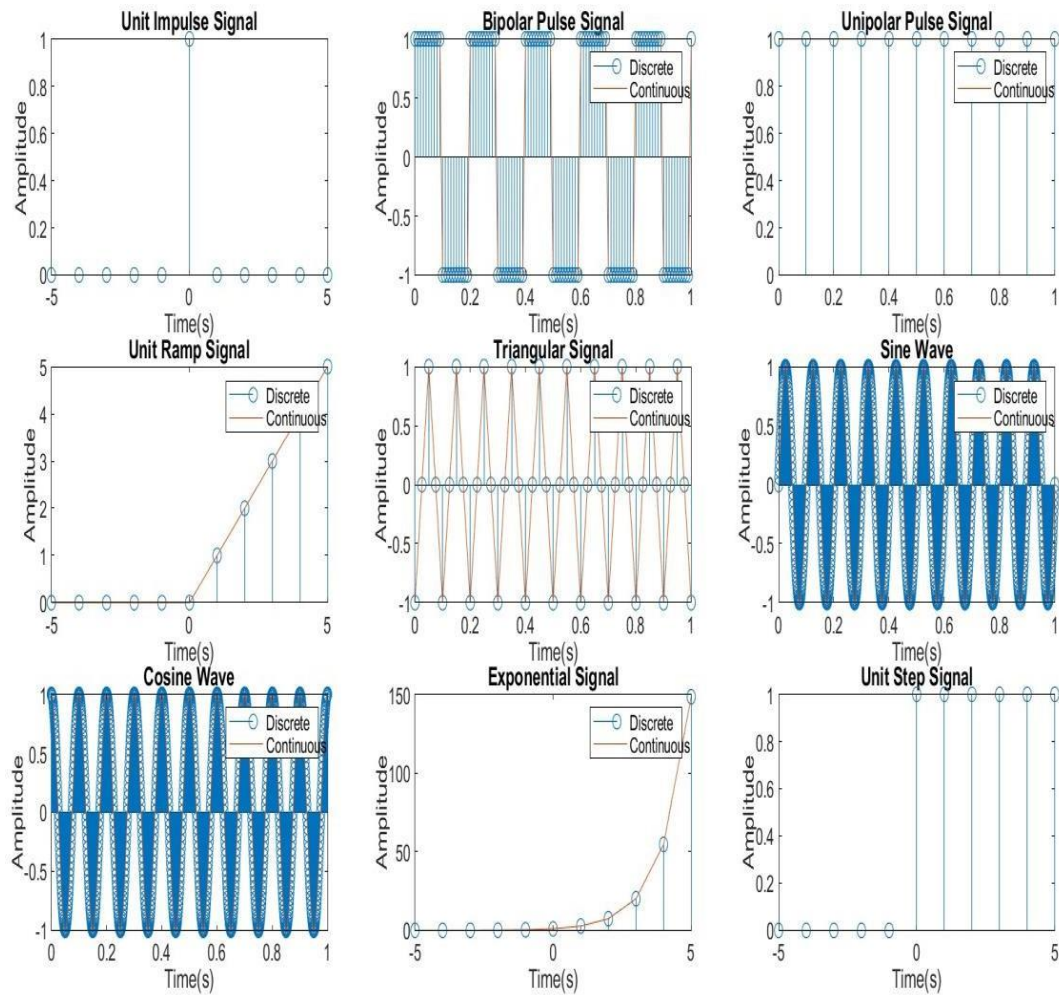 Unit Impulse Signal
Amplitude
1
0.8
0.6
0.4
0.2
0
-5
0
5
Time(s)
Bipolar Pulse Signal
Amplitude
1
0.5
0
-0.5
-1
Discrete
Continuous
0
0.2
0.4
0.6
0.8
1
Time(s)
Unipolar Pulse Signal
Amplitude
1
0.8
0.6
0.4
0.2
0
Discrete
Continuous
0
0.2
0.4
0.6
0.8
1
Time(s)
Unit Ramp Signal
Amplitude
5
4
3
2
1
0
Discrete
Continuous
-5
0
5
Time(s)
Triangular Signal
Amplitude
1
0.5
0
-0.5
-1
Discrete
Continuous
0
0.2
0.4
0.6
0.8
1
Time(s)
Sine Wave
Amplitude
1
0.5
0
-0.5
-1
Discrete
Continuous
0
0.2
0.4
0.6
0.8
1
Time(s)
Cosine Wave
Amplitude
1
0.5
0
-0.5
-1
Discrete
Continuous
0
0.2
0.4
0.6
0.8
1
Time(s)
Exponential Signal
Amplitude
150
100
50
0
Discrete
Continuous
-5
0
5
Time(s)
Unit Step Signal
Amplitude
1
0.8
0.6
0.4
0.2
0
-5
0
5
Time(s)